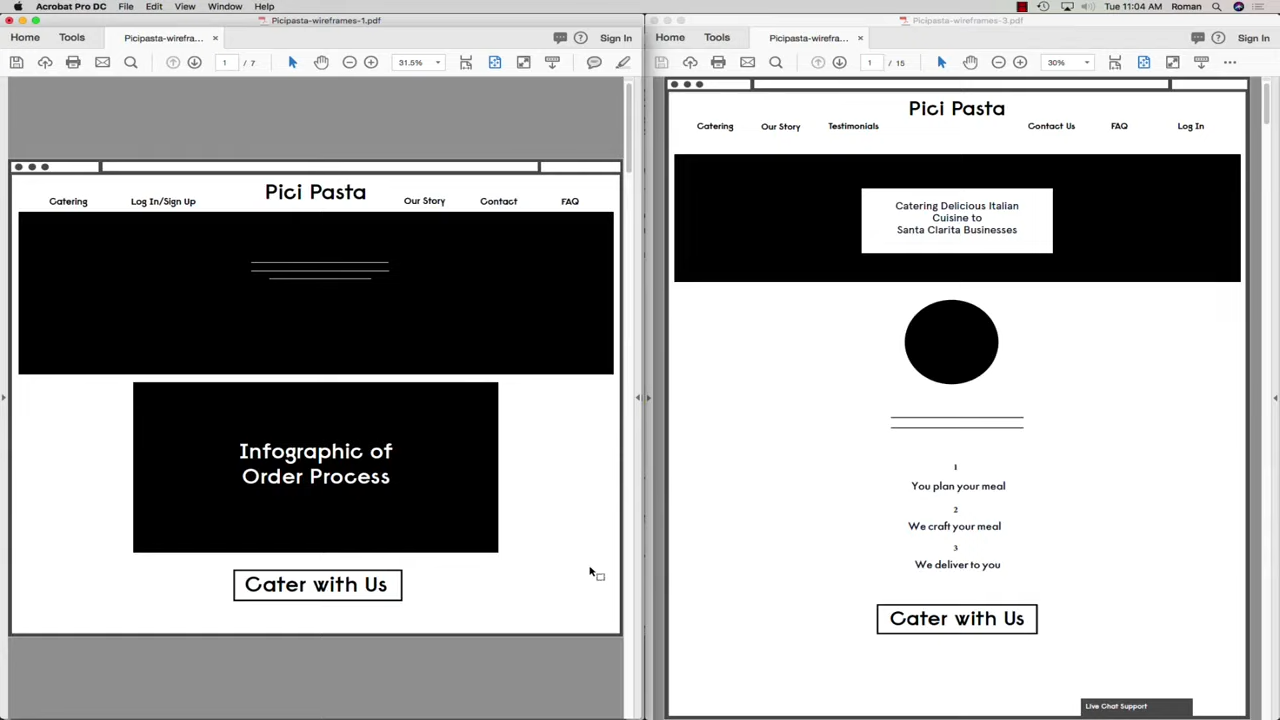 Acrobat Pro DC File Edit View Window Help
Tue 11:04 AM Roman
Picipasta-wireframes-1.pdf
Home Tools Picipasta-wirefra... × Sign In
1 / 7 31.5%
Pici Pasta
Catering Log In/Sign Up Our Story Contact FAQ
Infographic of
Order Process
Cater with Us
Picipasta-wireframes-3.pdf
Home Tools Picipasta-wirefra... × Sign In
1 / 15 30%
Pici Pasta
Catering Our Story Testimonials Contact Us FAQ Log In
Catering Delicious Italian
Cuisine to
Santa Clarita Businesses
1
You plan your meal
2
We craft your meal
3
We deliver to you
Cater with Us
Live Chat Support